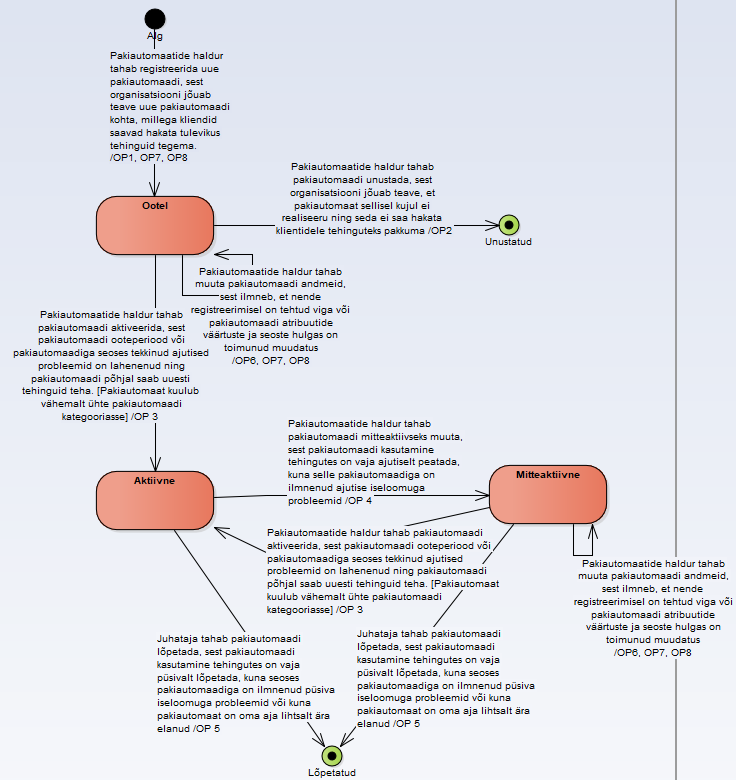 Alg
Pakiautomaatide haldur
tahab registreerida uue
pakiautomaadi, sest
organisatsiooni jõuab
teave uue pakiautomaadi
kohta, millega kliendid
saavad hakata tulevikus
tehinguid tegema.
/OP1, OP7, OP8
Ootel
Pakiautomaatide haldur tahab
pakiautomaadi unustada, sest
organisatsiooni jõuab teave, et
pakiautomaat sellisel kujul ei
realiseeru ning seda ei saa hakata
klientidele tehinguteks pakkuma /OP2
Unustatud
Pakiautomaatide haldur tahab
muuta pakiautomaadi andmeid,
sest ilmneb, et nende
registreerimisel on tehtud viga või
pakiautomaadi atribuutide
väärtuste ja seoste hulgas on
toimunud muudatus
/OP6, OP7, OP8
Pakiautomaatide haldur tahab
pakiautomaadi aktiveerida, sest
pakiautomaadi ooteperiood või
pakiautomaadiga seoses tekkinud ajutised
probleemid on lahenenud ning
pakiautomaadi põhjal saab uuesti
tehinguid teha. [Pakiautomaat kuulub
vähemalt ühte pakiautomaadi
kategooriasse] /OP 3
Aktiivne
Pakiautomaatide haldur tahab
pakiautomaadi mitteaktiivseks muuta,
sest pakiautomaadi kasutamine
tehingutes on vaja ajutiselt peatada,
kuna selle pakiautomaadiga on
ilmnenud ajutise iseloomuga
probleemid /OP 4
Mitteaktiivne
Pakiautomaatide haldur tahab pakiautomaadi
aktiveerida, sest pakiautomaadi ooteperiood või
pakiautomaadiga seoses tekkinud ajutised
probleemid on lahenenud ning pakiautomaadi
põhjal saab uuesti tehinguid teha. [Pakiautomaat
kuulub vähemalt ühte pakiautomaadi
kategooriasse] /OP 3
Pakiautomaatide haldur tahab
muuta pakiautomaadi andmeid,
sest ilmneb, et nende
registreerimisel on tehtud viga või
pakiautomaadi atribuutide
väärtuste ja seoste hulgas on
toimunud muudatus
/OP6, OP7, OP8
Juhataja tahab pakiautomaadi
lõpetada, sest pakiautomaadi
kasutamine tehingutes on vaja
püsivalt lõpetada, kuna seoses
pakiautomaadiga on ilmnenud püsiva
iseloomuga probleemid või kuna
pakiautomaat on oma aja lihtsalt ära
elanud /OP 5
Juhataja tahab pakiautomaadi
lõpetada, sest pakiautomaadi
kasutamine tehingutes on vaja
püsivalt lõpetada, kuna seoses
pakiautomaadiga on ilmnenud püsiva
iseloomuga probleemid või kuna
pakiautomaat on oma aja lihtsalt ära
elanud /OP 5
Lõpetatud